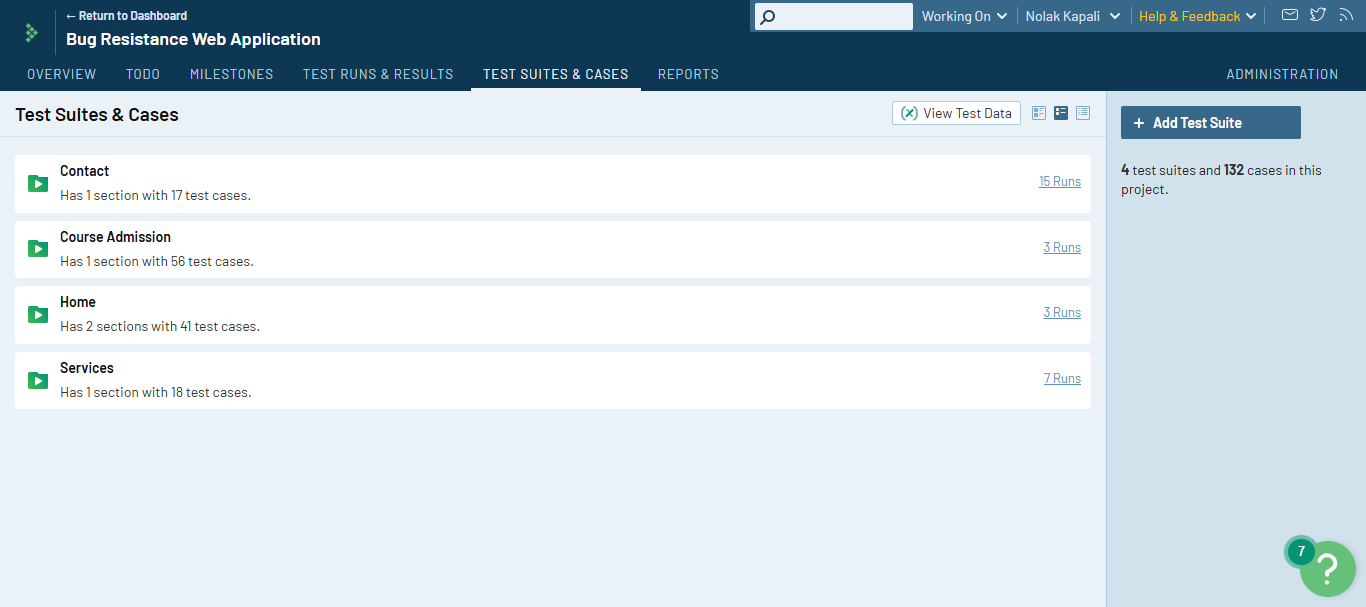 ← Return to Dashboard
Bug Resistance Web Application
Working On
Nolak Kapali
Help & Feedback
OVERVIEW
TODO
MILESTONES
TEST RUNS & RESULTS
TEST SUITES & CASES
REPORTS
ADMINISTRATION
Test Suites & Cases
View Test Data
+ Add Test Suite
4 test suites and 132 cases in this
project.
Contact
Has 1 section with 17 test cases.
15 Runs
Course Admission
Has 1 section with 56 test cases.
3 Runs
Home
Has 2 sections with 41 test cases.
3 Runs
Services
Has 1 section with 18 test cases.
7 Runs
7
?